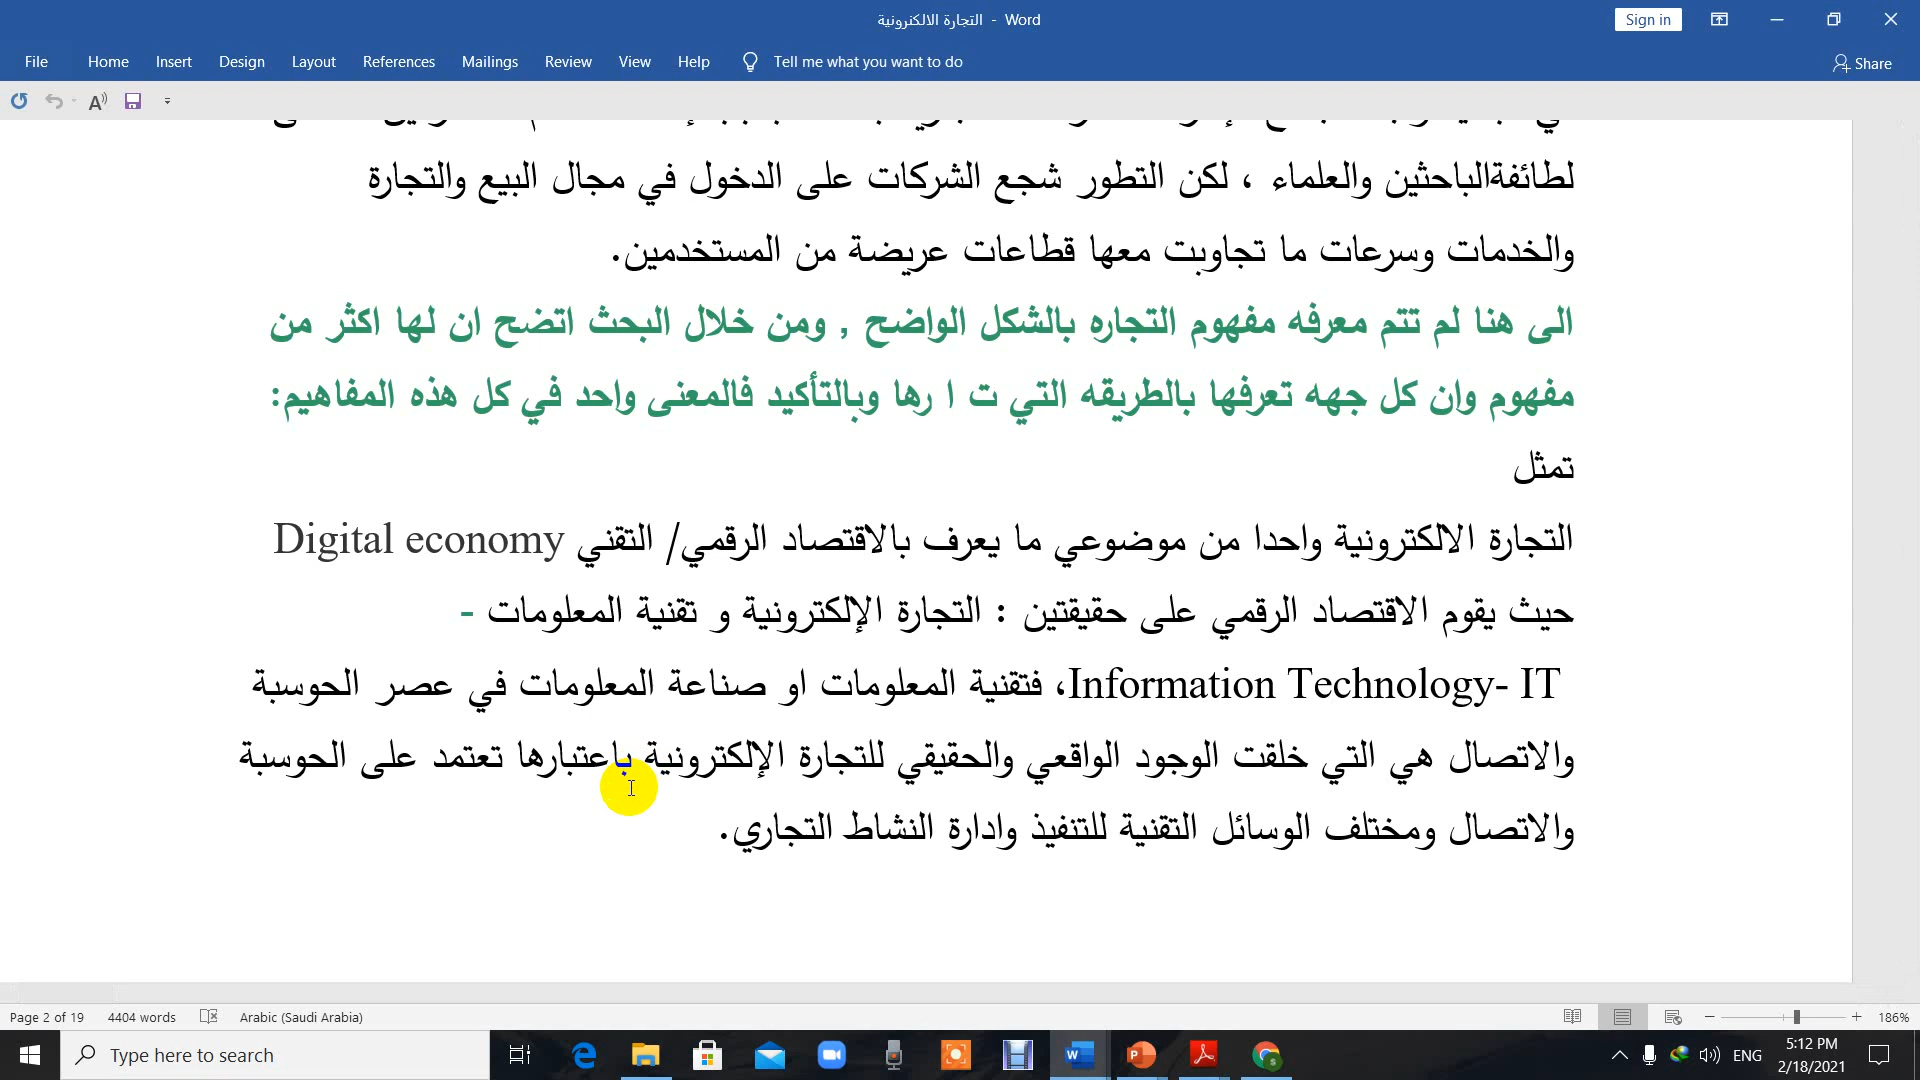 التجارة الالكنرونية - Word
Sign in
File Home Insert Design Layout References Mailings Review View Help Tell me what you want to do Share
لطائفةالباحثين والعلماء ، لكن التطور شجع الشركات على الدخول في مجال البيع والتجارة
والخدمات وسرعات ما تجاوبت معها قطاعات عريضة من المستخدمين.
الى هنا لم تتم معرفه مفهوم التجاره بالشكل الواضح , ومن خلال البحث اتضح ان لها اكثر من
مفهوم وان كل جهه تعرفها بالطريقه التي ت ا رها وبالتأكيد فالمعنى واحد في كل هذه المفاهيم:
تمثل
التجارة الالكترونية واحدا من موضوعي ما يعرف بالاقتصاد الرقمي/ التقني Digital economy
حيث يقوم الاقتصاد الرقمي على حقيقتين : التجارة الإلكترونية و تقنية المعلومات -
Information Technology- IT، فتقنية المعلومات او صناعة المعلومات في عصر الحوسبة
والاتصال هي التي خلقت الوجود الواقعي والحقيقي للتجارة الإلكترونية باعتبارها تعتمد على الحوسبة
والاتصال ومختلف الوسائل التقنية للتنفيذ وادارة النشاط التجاري.
Page 2 of 19 4404 words Arabic (Saudi Arabia) 186%
Type here to search
ENG
5:12 PM
2/18/2021